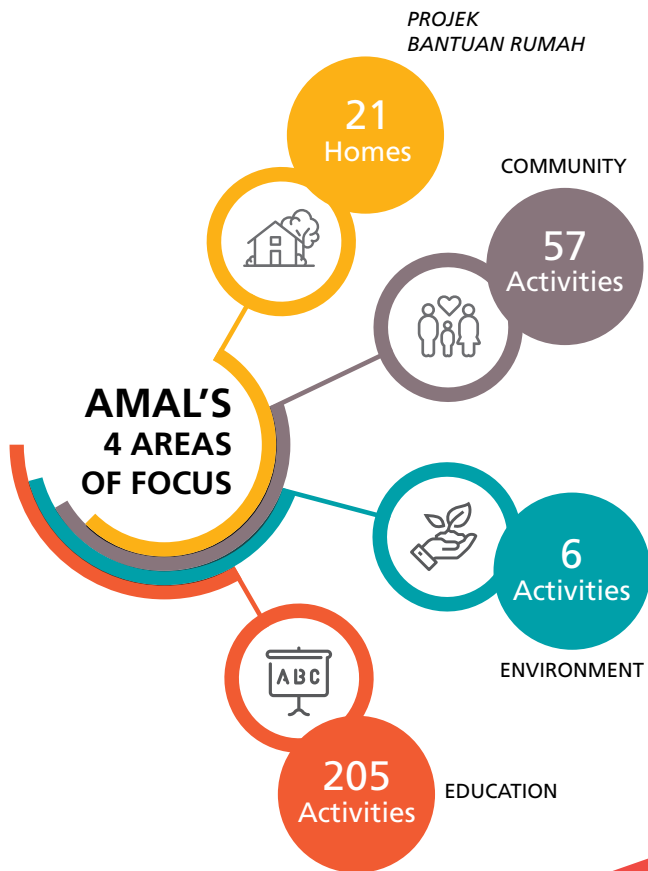 PROJEK
BANTUAN RUMAH
21
Homes
COMMUNITY
57
Activities
AMAL'S
4 AREAS
OF FOCUS
6
Activities
ENVIRONMENT
ABC
205
Activities
EDUCATION